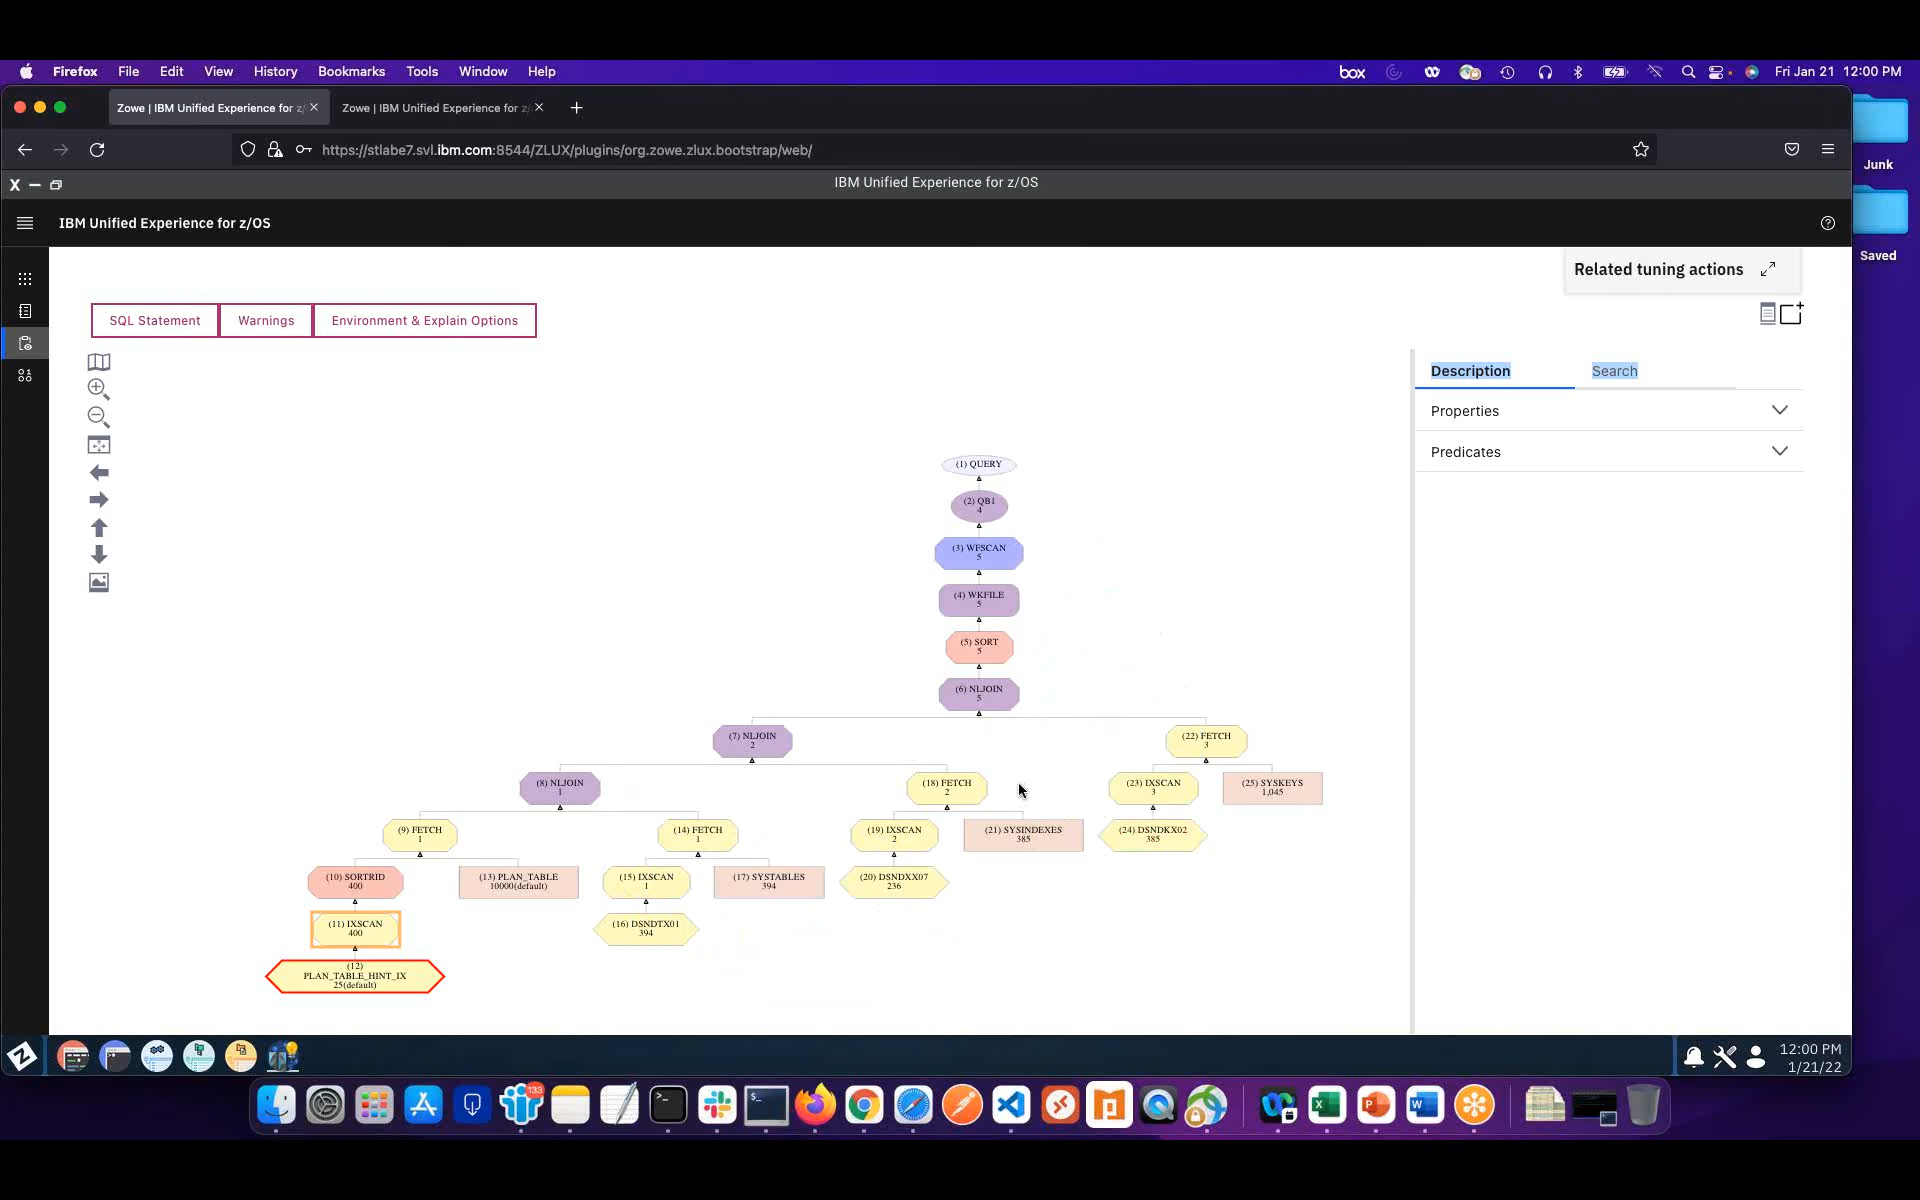 Firefox File Edit View History Bookmarks Tools Window Help
box
Fri Jan 21 12:00 PM
Zowe | IBM Unified Experience for z/
Zowe | IBM Unified Experience for z/
https://stlabe7.svl.ibm.com:8544/ZLUX/plugins/org.zowe.zlux.bootstrap/web/
Junk
Saved
X
IBM Unified Experience for z/OS
IBM Unified Experience for z/OS
Related tuning actions
SQL Statement
Warnings
Environment & Explain Options
Description
Search
Properties
Predicates
(1) QUERY
(2) QB1
4
(3) WFSCAN
5
(4) WKFILE
5
(5) SORT
5
(6) NLJOIN
5
(7) NLJOIN
2
(22) FETCH
3
(8) NLJOIN
1
(18) FETCH
2
(23) IXSCAN
3
(25) SYSKEYS
1,045
(9) FETCH
1
(14) FETCH
1
(19) IXSCAN
2
(21) SYSINDEXES
385
(24) DSNDKX02
385
(10) SORTRID
400
(13) PLAN_TABLE
10000(default)
(15) IXSCAN
1
(17) SYSTABLES
394
(20) DSNDXX07
236
(11) IXSCAN
400
(16) DSNDTX01
394
(12)
PLAN_TABLE_HINT_IX
25(default)
12:00 PM
1/21/22
133